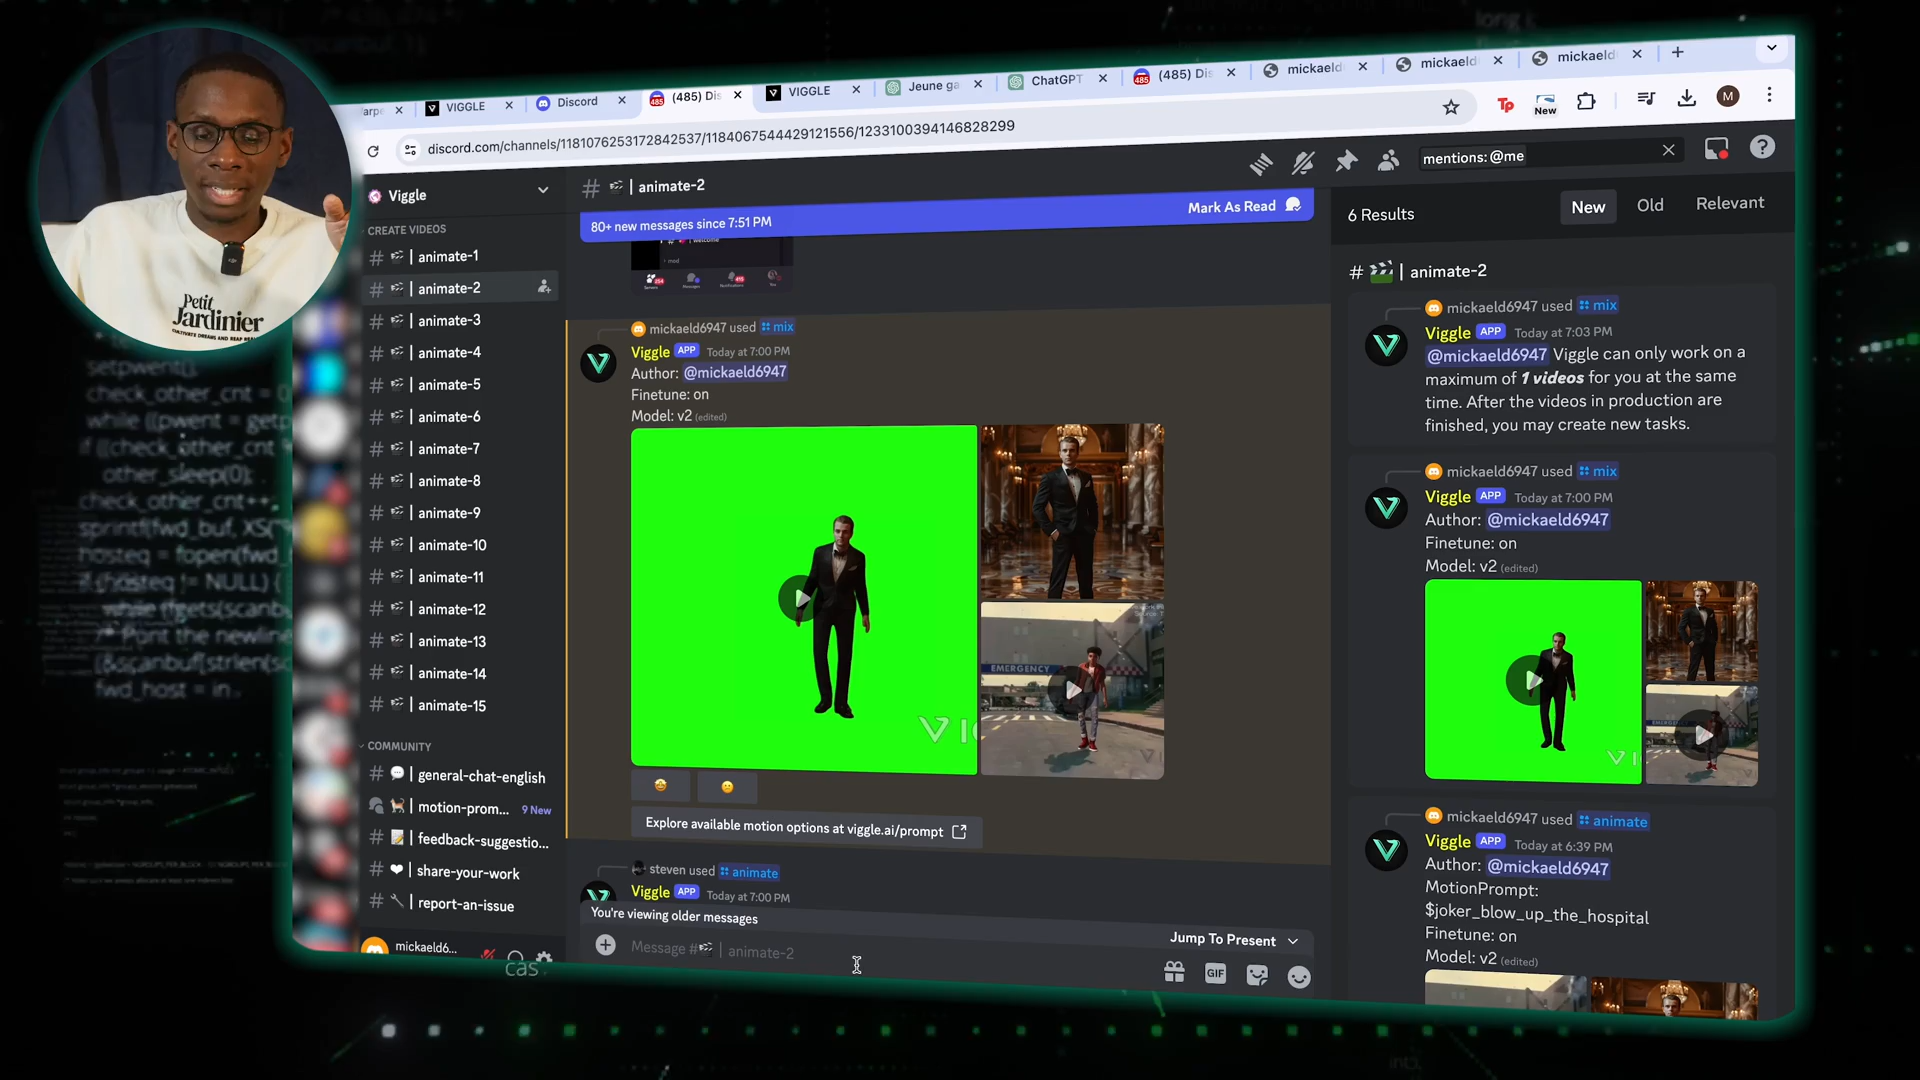 VIGGLE
Discord
(485) Dis
VIGGLE
Jeune ga
ChatGPT
(485) Dis
mickaeld
mickaeld
mickaeld
discord.com/channels/1181076253172842537/1184067544429121556/1233100394146828299
New
M
Viggle
# | animate-2
mentions: @me
80+ new messages since 7:51 PM
Mark As Read
6 Results
New
Old
Relevant
CREATE VIDEOS
# | animate-1
# | animate-2
# | animate-3
# | animate-4
# | animate-5
# | animate-6
# | animate-7
# | animate-8
# | animate-9
# | animate-10
# | animate-11
# | animate-12
# | animate-13
# | animate-14
# | animate-15
COMMUNITY
# | general-chat-english
| motion-prom... 9 New
# | feedback-suggestio...
# | share-your-work
# | report-an-issue
mickaeld6...
mickaeld6947 used mix
Viggle APP Today at 7:00 PM
Author: @mickaeld6947
Finetune: on
Model: v2 (edited)
EMERGENCY
Explore available motion options at viggle.ai/prompt
steven used animate
Viggle APP Today at 7:00 PM
You're viewing older messages
Jump To Present
Message # | animate-2
GIF
# | animate-2
mickaeld6947 used mix
Viggle APP Today at 7:03 PM
@mickaeld6947 Viggle can only work on a
maximum of 1 videos for you at the same
time. After the videos in production are
finished, you may create new tasks.
mickaeld6947 used mix
Viggle APP Today at 7:00 PM
Author: @mickaeld6947
Finetune: on
Model: v2 (edited)
mickaeld6947 used animate
Viggle APP Today at 6:39 PM
Author: @mickaeld6947
MotionPrompt:
$joker_blow_up_the_hospital
Finetune: on
Model: v2 (edited)
Petit
Jardinier
setpwent();
check_other_cnt = 0
check_other_cnt++
fwd_host = in